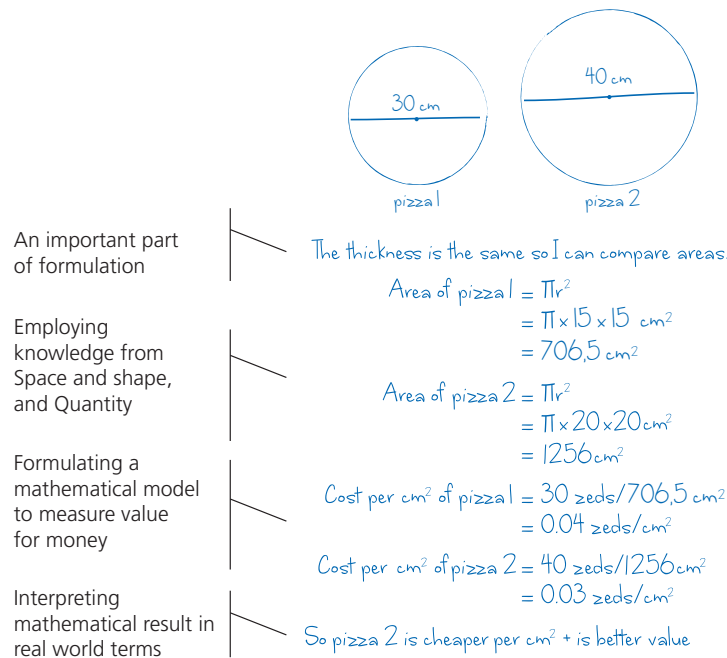 30 cm
40 cm
pizza 1
pizza 2
An important part
of formulation
The thickness is the same so I can compare areas.
Area of pizza 1 = πr²
= π × 15 × 15 cm²
= 706,5 cm²
Employing
knowledge from
Space and shape,
and Quantity
Area of pizza 2 = πr²
= π × 20 × 20 cm²
= 1256 cm²
Formulating a
mathematical model
to measure value
for money
Cost per cm² of pizza 1 = 30 zeds/706,5 cm²
= 0.04 zeds/cm²
Cost per cm² of pizza 2 = 40 zeds/1256 cm²
= 0.03 zeds/cm²
Interpreting
mathematical result in
real world terms
So pizza 2 is cheaper per cm² + is better value